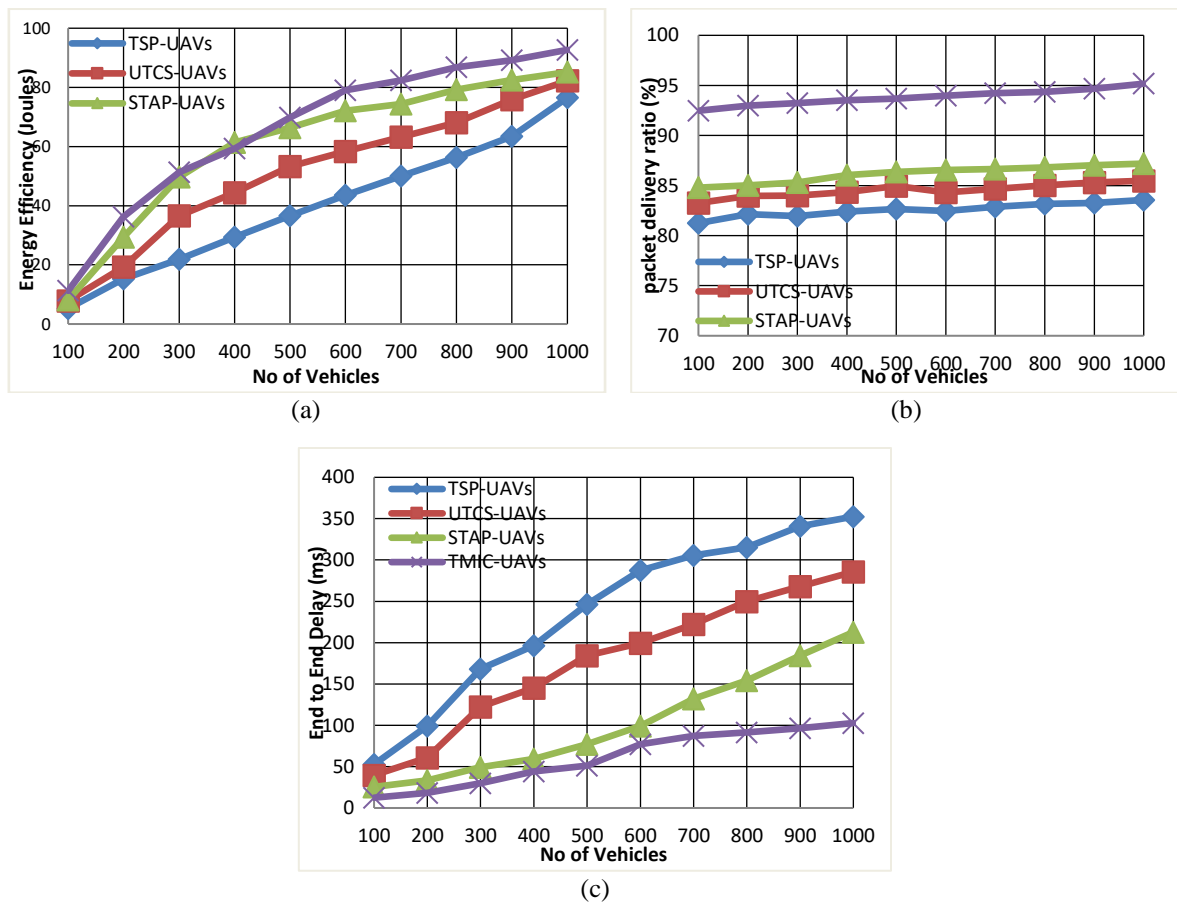 100
80
60
40
20
0
Energy Efficiency (Joules)
TSP-UAVs
UTCS-UAVs
STAP-UAVs
100 200 300 400 500 600 700 800 900 1000
No of Vehicles
(a)
100
95
90
85
80
75
70
packet delivery ratio (%)
TSP-UAVs
UTCS-UAVs
STAP-UAVs
100 200 300 400 500 600 700 800 900 1000
No of Vehicles
(b)
400
350
300
250
200
150
100
50
0
End to End Delay (ms)
TSP-UAVs
UTCS-UAVs
STAP-UAVs
TMIC-UAVs
100 200 300 400 500 600 700 800 900 1000
No of Vehicles
(c)